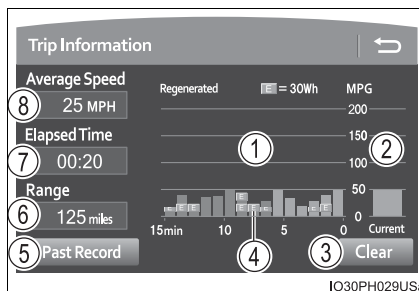 Trip Information
Average Speed
8 25 MPH
Elapsed Time
7 00:20
Range
6 125 miles
5 Past Record
Regenerated E = 30Wh MPG
200
150
100
50
0
1
2
E E E E E E E E E
15min 10 5 0 Current
4
3 Clear
IO30PH029US